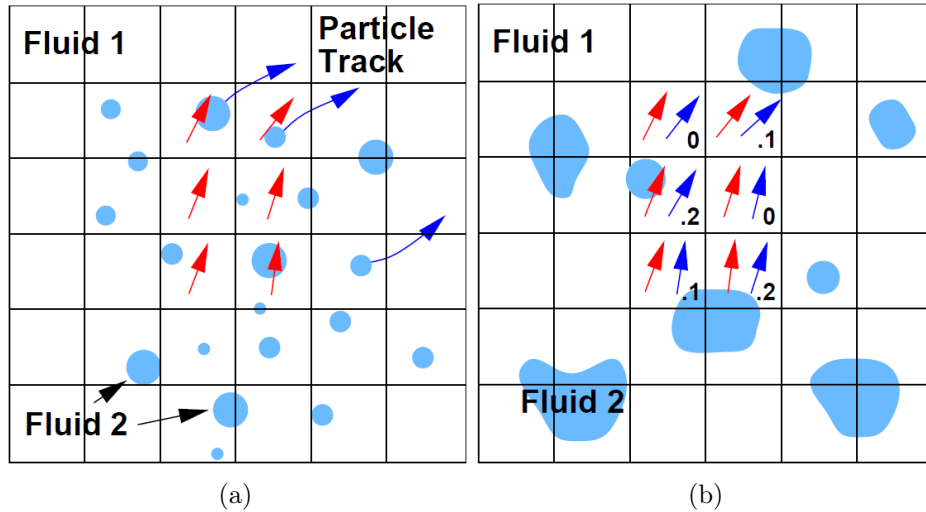 Fluid 1
Particle
Track
Fluid 2
(a)
Fluid 1
0
.1
.2
0
.1
.2
Fluid 2
(b)